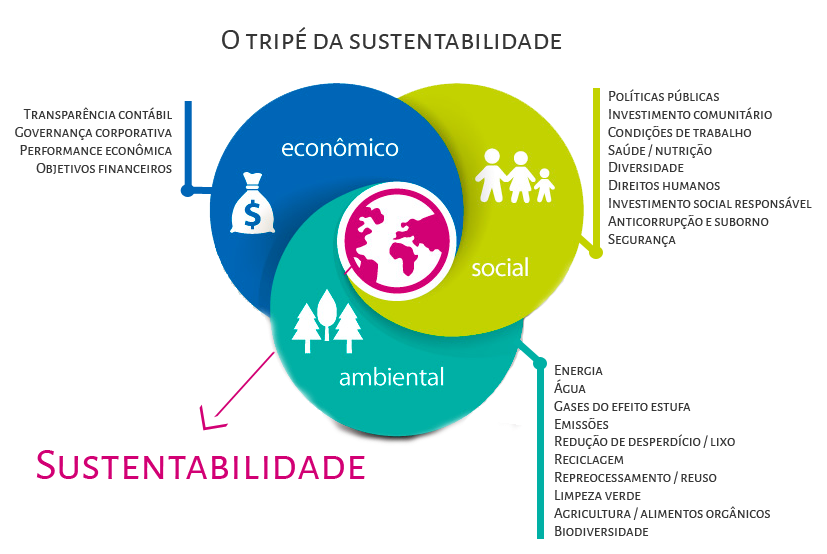 O TRIPÉ DA SUSTENTABILIDADE
TRANSPARÊNCIA CONTÁBIL
GOVERNANÇA CORPORATIVA
PERFORMANCE ECONÔMICA
OBJETIVOS FINANCEIROS
econômico
$
POLÍTICAS PÚBLICAS
INVESTIMENTO COMUNITÁRIO
CONDIÇÕES DE TRABALHO
SAÚDE / NUTRIÇÃO
DIVERSIDADE
DIREITOS HUMANOS
INVESTIMENTO SOCIAL RESPONSÁVEL
ANTICORRUPÇÃO E SUBORNO
SEGURANÇA
social
ambiental
ENERGIA
ÁGUA
GASES DO EFEITO ESTUFA
EMISSÕES
REDUÇÃO DE DESPERDÍCIO / LIXO
RECICLAGEM
REPREOCESSAMENTO / REUSO
LIMPEZA VERDE
AGRICULTURA / ALIMENTOS ORGÂNICOS
BIODIVERSIDADE
SUSTENTABILIDADE